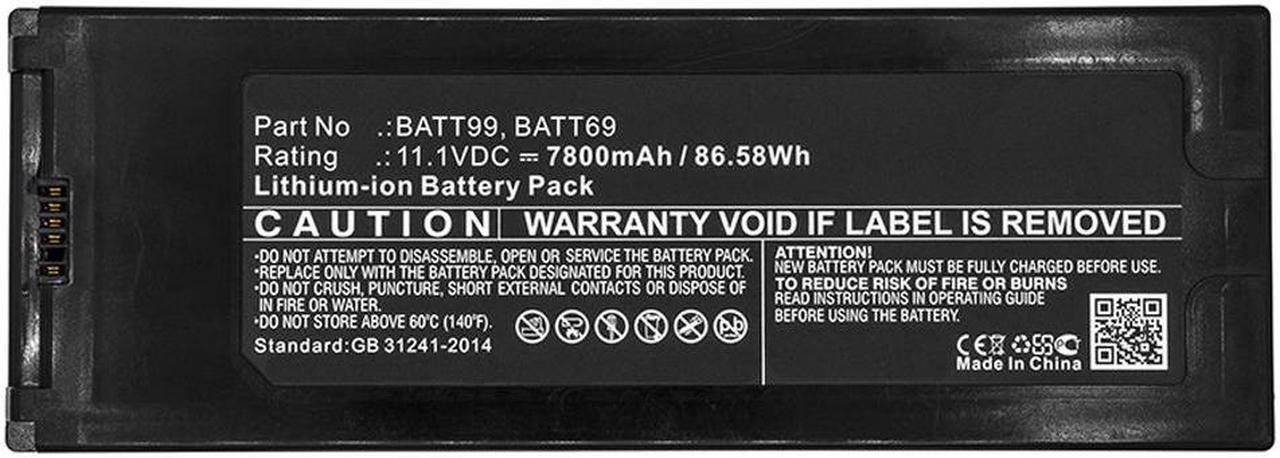 Part No .:BATT99, BATT69
Rating .:11.1VDC ⎓ 7800mAh / 86.58Wh
Lithium-ion Battery Pack
CAUTION WARRANTY VOID IF LABEL IS REMOVED
·DO NOT ATTEMPT TO DISASSEMBLE, OPEN OR SERVICE THE BATTERY PACK.
·REPLACE ONLY WITH THE BATTERY PACK DESIGNATED FOR THIS PRODUCT.
·DO NOT CRUSH, PUNCTURE, SHORT EXTERNAL CONTACTS OR DISPOSE OF
IN FIRE OR WATER.
·DO NOT STORE ABOVE 60°C (140°F).
Standard:GB 31241-2014
ATTENTION!
NEW BATTERY PACK MUST BE FULLY CHARGED BEFORE USE.
TO REDUCE RISK OF FIRE OR BURNS
READ INSTRUCTIONS IN OPERATING GUIDE
BEFORE USING THE BATTERY.
CE
Made In China
Pb